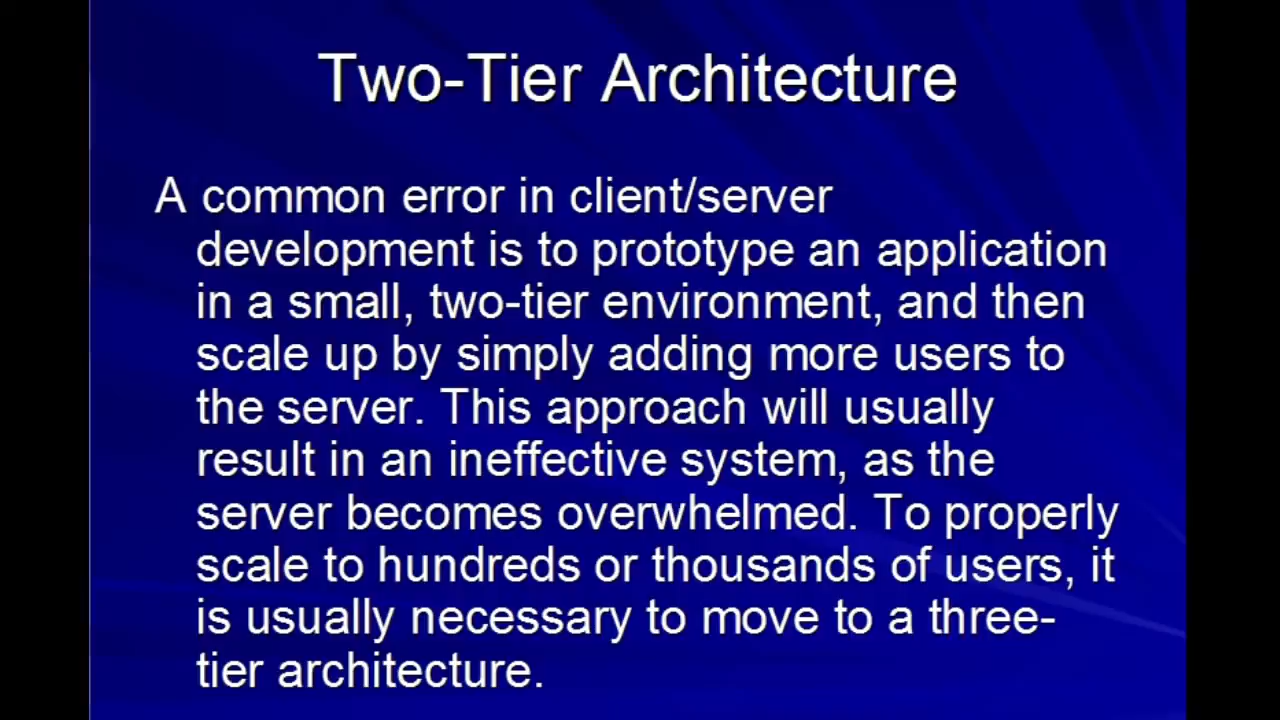 Two-Tier Architecture
A common error in client/server
development is to prototype an application
in a small, two-tier environment, and then
scale up by simply adding more users to
the server. This approach will usually
result in an ineffective system, as the
server becomes overwhelmed. To properly
scale to hundreds or thousands of users, it
is usually necessary to move to a three-
tier architecture.